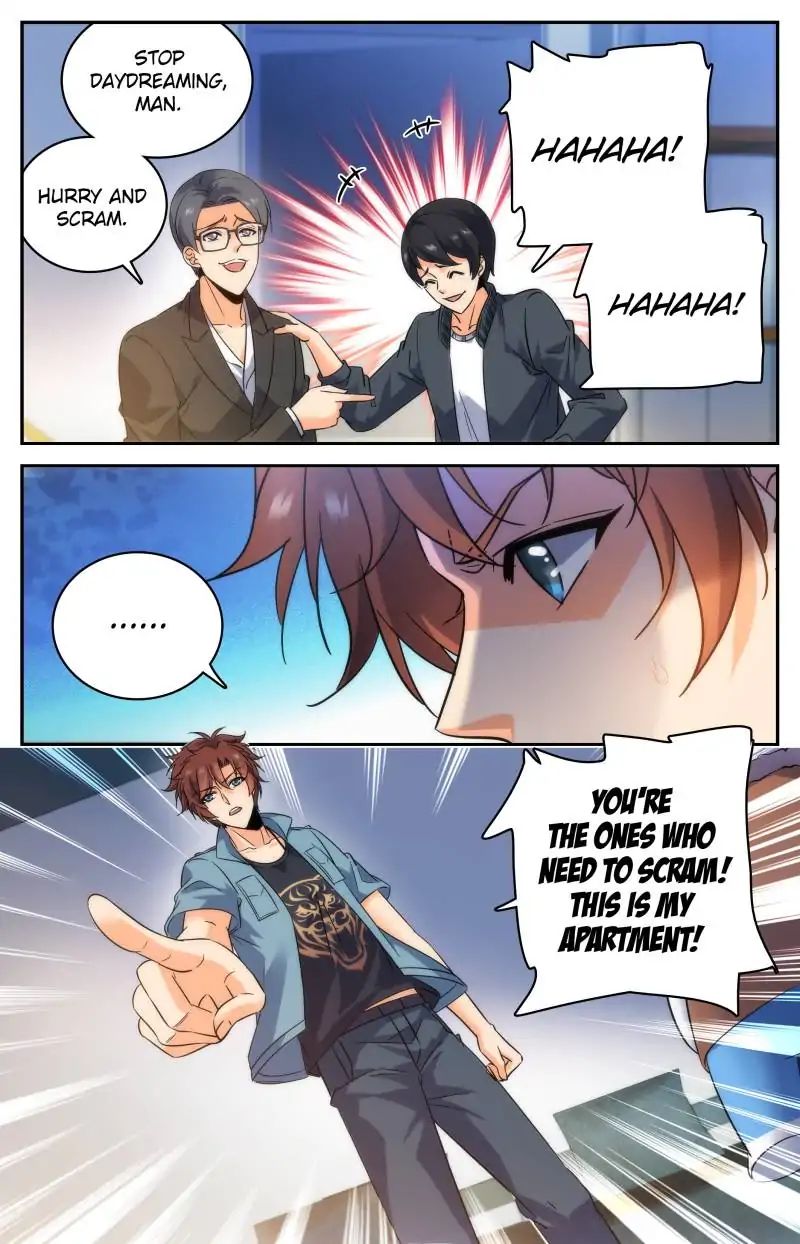 STOP
DAYDREAMING,
MAN.
HURRY AND
SCRAM.
HAHAHA!
HAHAHA!
......
YOU'RE
THE ONES WHO
NEED TO SCRAM!
THIS IS MY
APARTMENT!